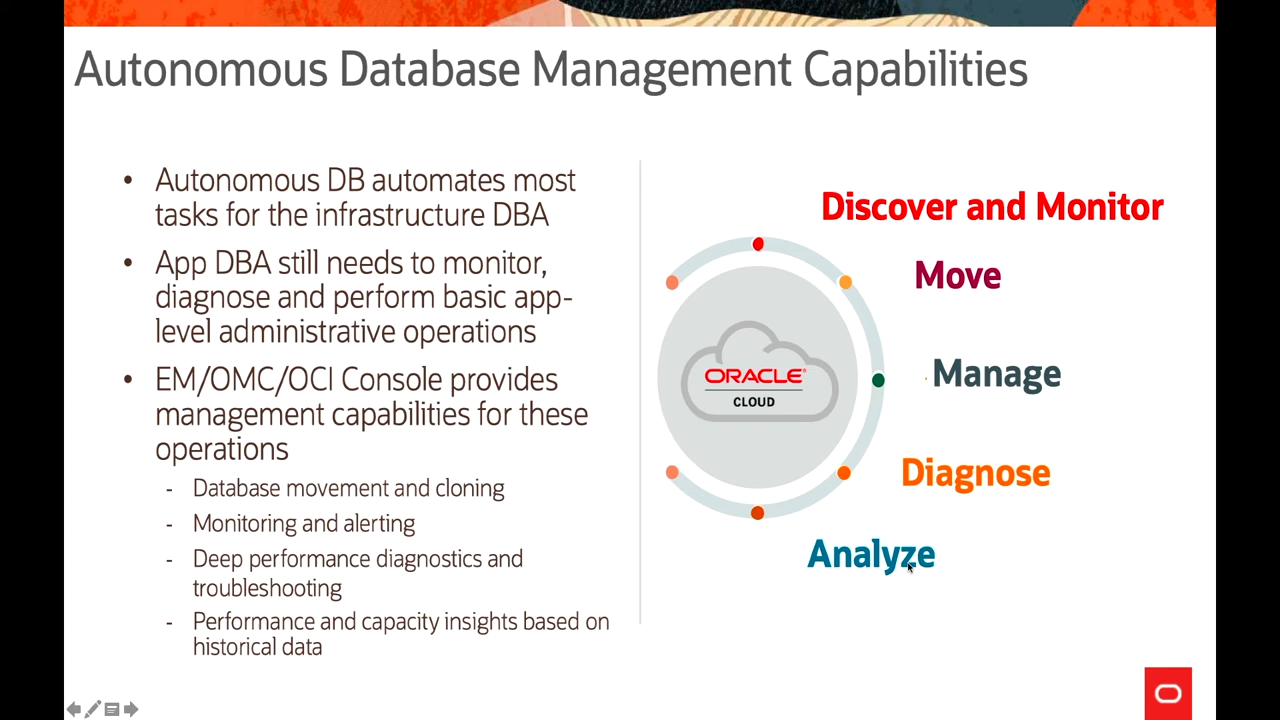 Autonomous Database Management Capabilities
• Autonomous DB automates most
tasks for the infrastructure DBA
• App DBA still needs to monitor,
diagnose and perform basic app-
level administrative operations
• EM/OMC/OCI Console provides
management capabilities for these
operations
- Database movement and cloning
- Monitoring and alerting
- Deep performance diagnostics and
troubleshooting
- Performance and capacity insights based on
historical data
Discover and Monitor
Move
Manage
Diagnose
Analyze
ORACLE®
CLOUD